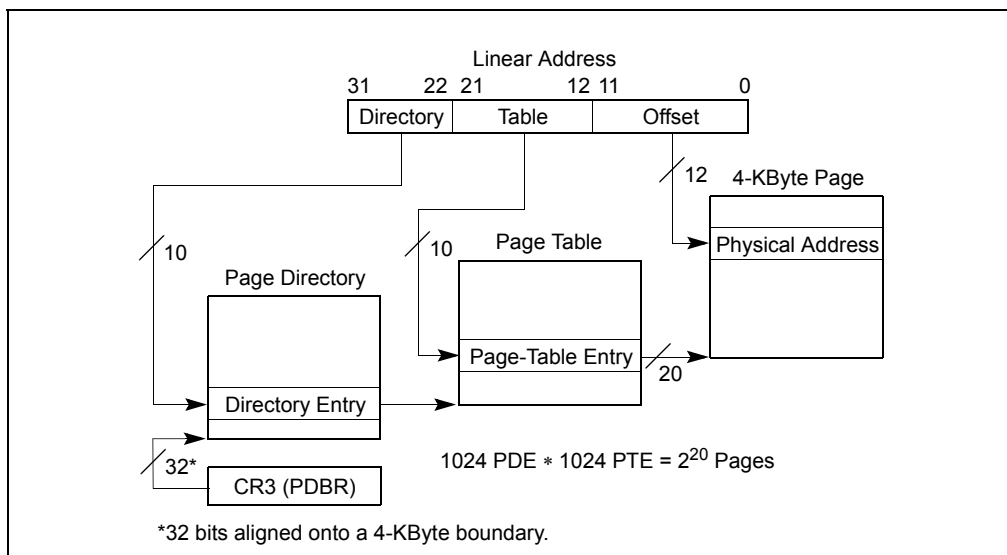 Linear Address
31 22 21 12 11 0
Directory Table Offset
12
4-KByte Page
Physical Address
10
10
Page Table
Page Directory
Page-Table Entry
20
Directory Entry
32*
1024 PDE ∗ 1024 PTE = 2²⁰ Pages
CR3 (PDBR)
*32 bits aligned onto a 4-KByte boundary.